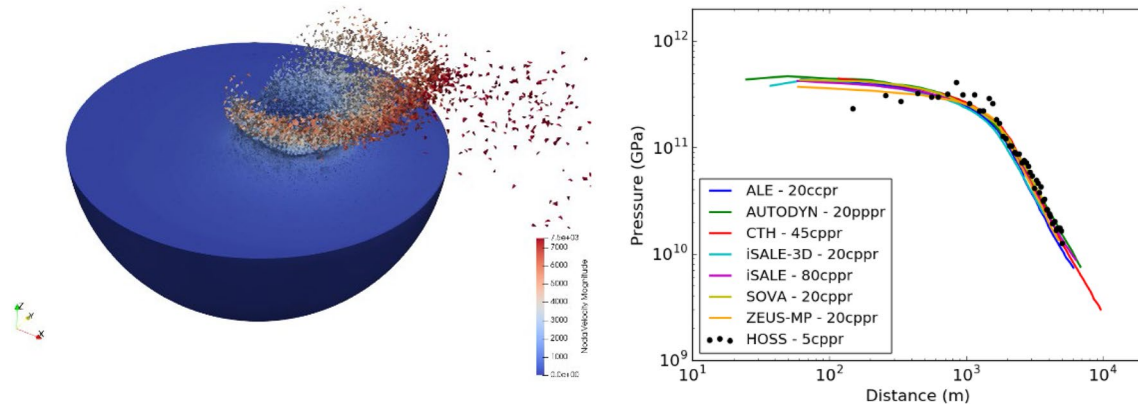 7.5e+03
7000
6000
5000
4000
3000
2000
1000
0.0e+00
NodalVelocity Magnitude
Z
Y
X
10^12
10^11
10^10
10^9
Pressure (GPa)
ALE - 20ccpr
AUTODYN - 20pppr
CTH - 45cppr
iSALE-3D - 20cppr
iSALE - 80cppr
SOVA - 20cppr
ZEUS-MP - 20cppr
HOSS - 5cppr
10^1
10^2
10^3
10^4
Distance (m)